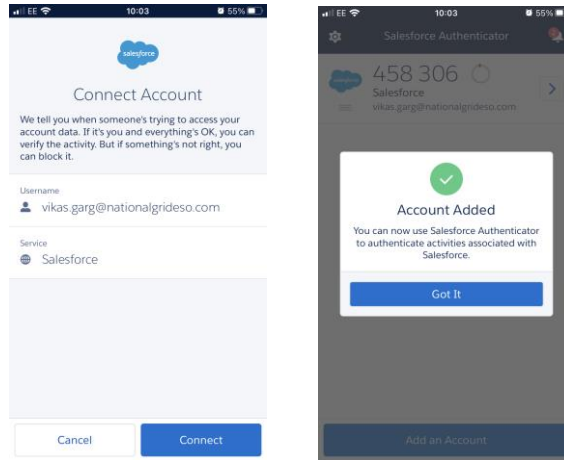 EE 10:03 55%
salesforce
Connect Account
We tell you when someone's trying to access your
account data. If it's you and everything's OK, you can
verify the activity. But if something's not right, you
can block it.
Username
vikas.garg@nationalgrideso.com
Service
Salesforce
Cancel Connect
EE 10:03 55%
Salesforce Authenticator
salesforce
458 306
Salesforce
vikas.garg@nationalgrideso.com
Account Added
You can now use Salesforce Authenticator
to authenticate activities associated with
Salesforce.
Got It
Add an Account